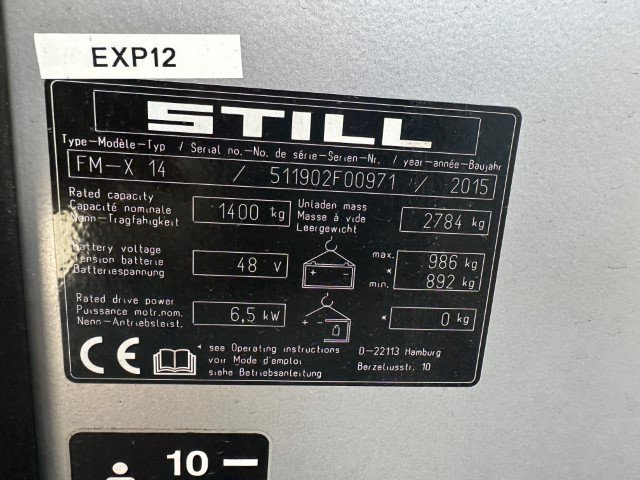 EXP12
STILL
Type-Modèle-Typ / Serial no.-No. de série-Serien-Nr. / year-année-Baujahr
FM-X 14 / 511902F00971 / 2015
Rated capacity
Capacité nominale
Nenn-Tragfähigkeit
1400 kg
Unladen mass
Masse à vide
Leergewicht
2784 kg
Battery voltage
Tension batterie
Batteriespannung
48 V
+ -
max. 986 kg
*
min. 892 kg
Rated drive power
Puissance motr.nom.
Nenn-Antriebsleist.
6,5 kW
+ -
* 0 kg
CE
* see Operating instructions
voir Mode d'emploi
siehe Betriebsanleitung
D-22113 Hamburg
Berzeliusstr. 10
10 —